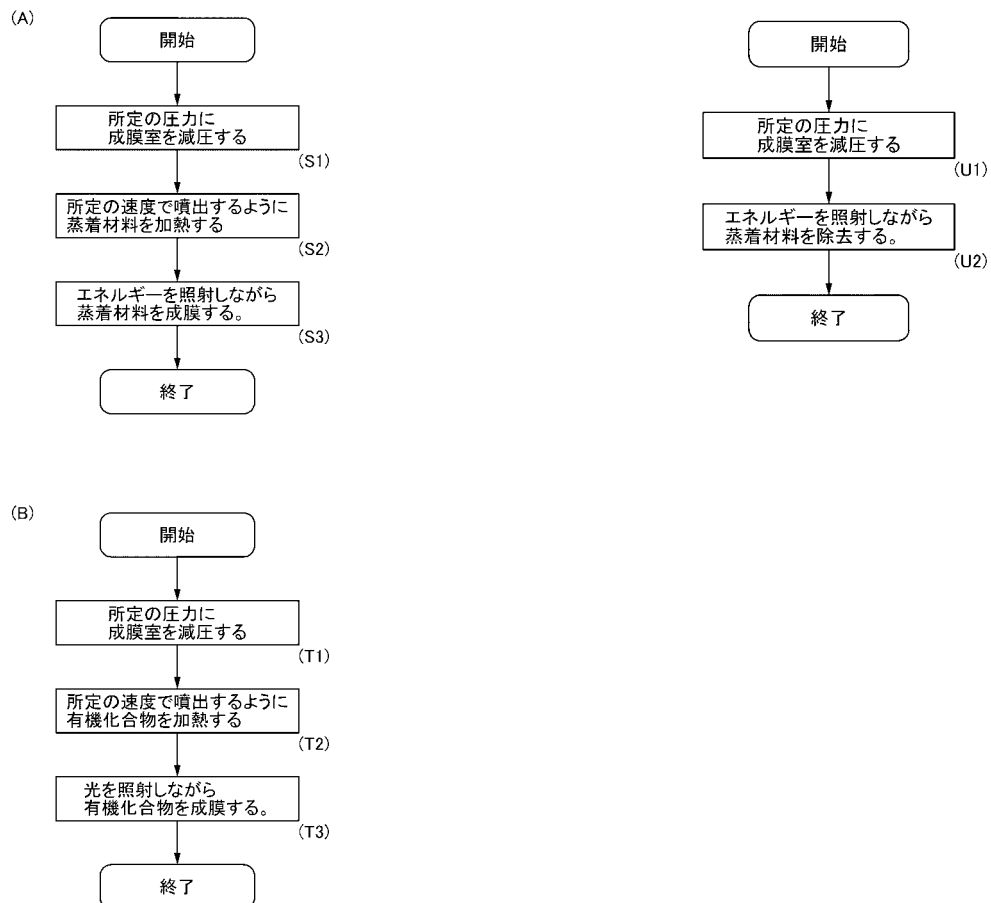 (A)
開始
所定の圧力に
成膜室を減圧する
(S1)
所定の速度で噴出するように
蒸着材料を加熱する
(S2)
エネルギーを照射しながら
蒸着材料を成膜する。
(S3)
終了
開始
所定の圧力に
成膜室を減圧する
(U1)
エネルギーを照射しながら
蒸着材料を除去する。
(U2)
終了
(B)
開始
所定の圧力に
成膜室を減圧する
(T1)
所定の速度で噴出するように
有機化合物を加熱する
(T2)
光を照射しながら
有機化合物を成膜する。
(T3)
終了